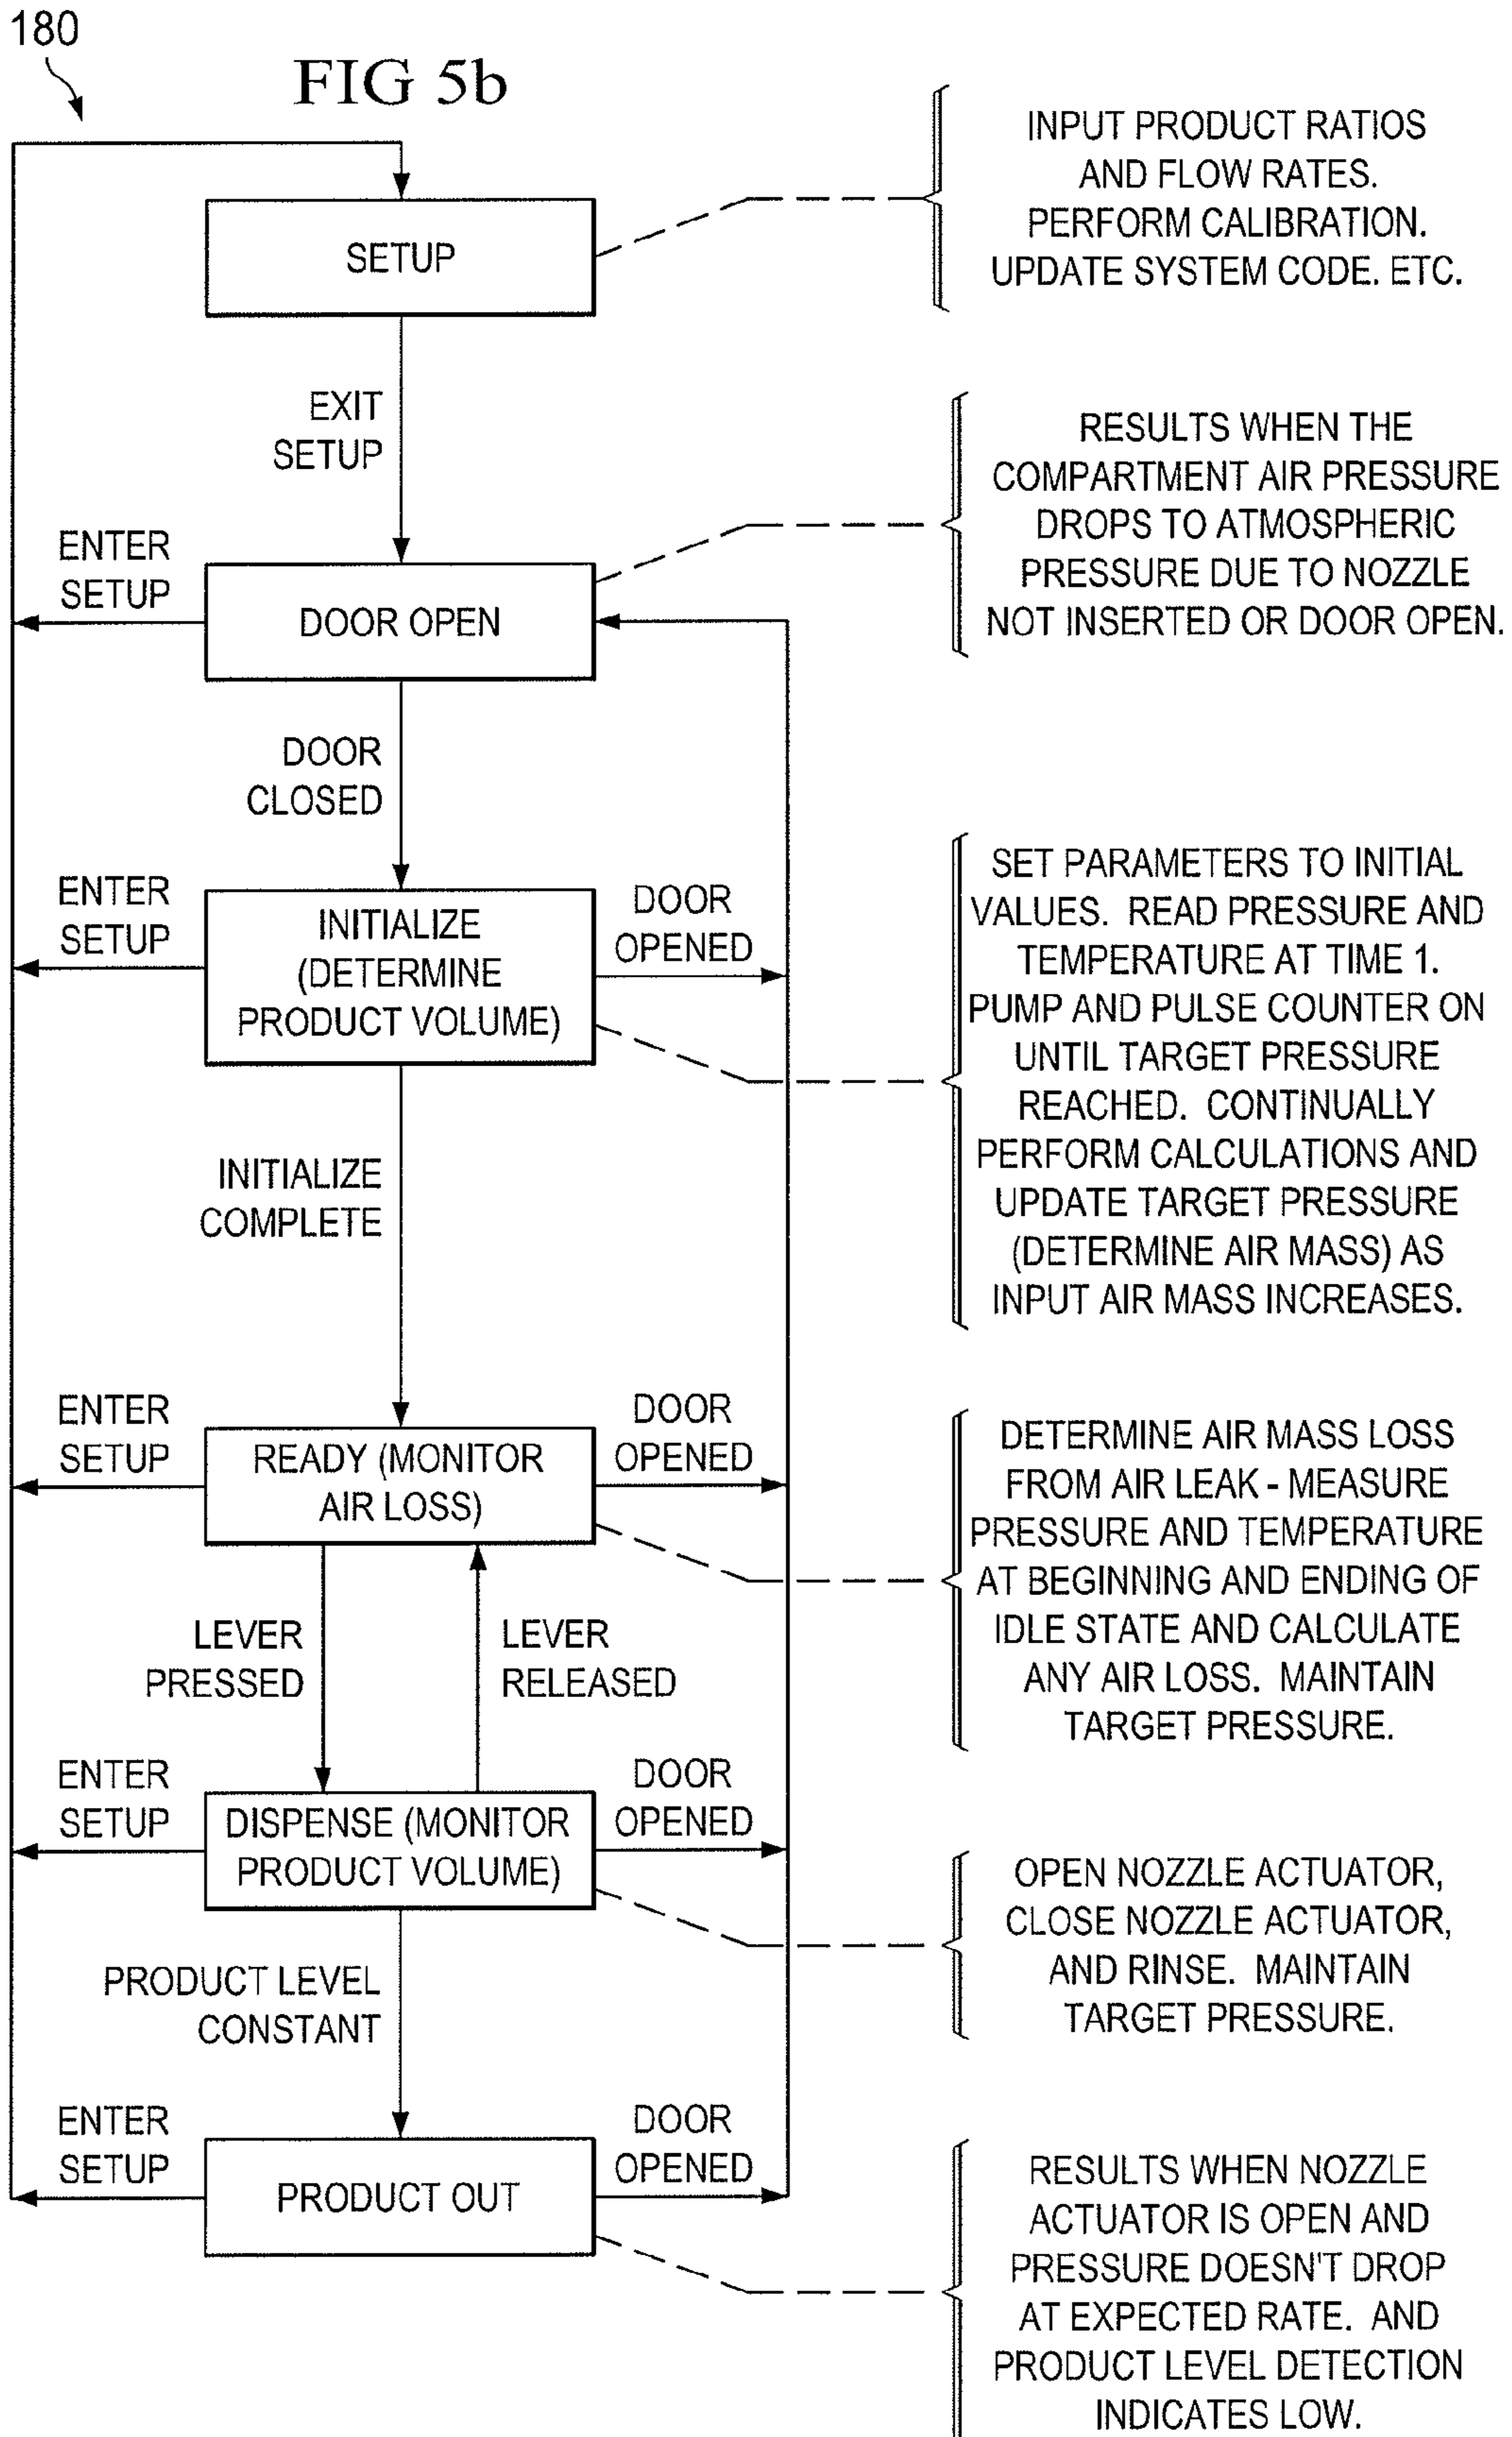 180
FIG 5b
INPUT PRODUCT RATIOS
AND FLOW RATES.
PERFORM CALIBRATION.
UPDATE SYSTEM CODE. ETC.
SETUP
EXIT
SETUP
RESULTS WHEN THE
COMPARTMENT AIR PRESSURE
DROPS TO ATMOSPHERIC
PRESSURE DUE TO NOZZLE
NOT INSERTED OR DOOR OPEN.
ENTER
SETUP
DOOR OPEN
DOOR
CLOSED
ENTER
SETUP
INITIALIZE
(DETERMINE
PRODUCT VOLUME)
DOOR
OPENED
SET PARAMETERS TO INITIAL
VALUES. READ PRESSURE AND
TEMPERATURE AT TIME 1.
PUMP AND PULSE COUNTER ON
UNTIL TARGET PRESSURE
REACHED. CONTINUALLY
PERFORM CALCULATIONS AND
UPDATE TARGET PRESSURE
(DETERMINE AIR MASS) AS
INPUT AIR MASS INCREASES.
INITIALIZE
COMPLETE
ENTER
SETUP
READY (MONITOR
AIR LOSS)
DOOR
OPENED
DETERMINE AIR MASS LOSS
FROM AIR LEAK - MEASURE
PRESSURE AND TEMPERATURE
AT BEGINNING AND ENDING OF
IDLE STATE AND CALCULATE
ANY AIR LOSS. MAINTAIN
TARGET PRESSURE.
LEVER
PRESSED
LEVER
RELEASED
ENTER
SETUP
DISPENSE (MONITOR
PRODUCT VOLUME)
DOOR
OPENED
OPEN NOZZLE ACTUATOR,
CLOSE NOZZLE ACTUATOR,
AND RINSE. MAINTAIN
TARGET PRESSURE.
PRODUCT LEVEL
CONSTANT
ENTER
SETUP
PRODUCT OUT
DOOR
OPENED
RESULTS WHEN NOZZLE
ACTUATOR IS OPEN AND
PRESSURE DOESN'T DROP
AT EXPECTED RATE. AND
PRODUCT LEVEL DETECTION
INDICATES LOW.